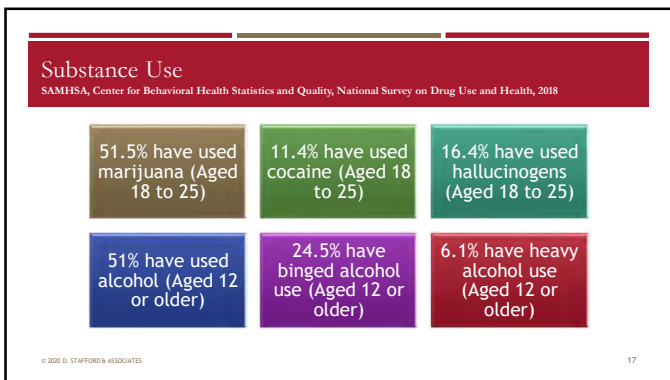 Substance Use
SAMHSA, Center for Behavioral Health Statistics and Quality, National Survey on Drug Use and Health, 2018
51.5% have used
marijuana (Aged
18 to 25)
11.4% have used
cocaine (Aged 18
to 25)
16.4% have used
hallucinogens
(Aged 18 to 25)
51% have used
alcohol (Aged 12
or older)
24.5% have
binged alcohol
use (Aged 12 or
older)
6.1% have heavy
alcohol use
(Aged 12 or
older)
© 2020 D. STAFFORD & ASSOCIATES
17